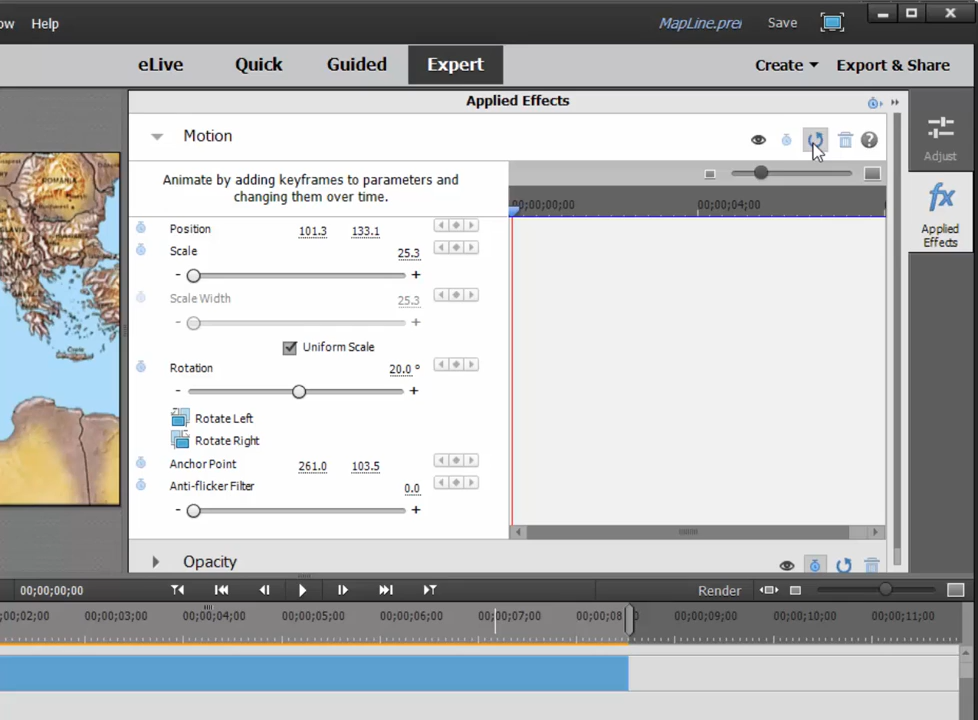 ow Help
MapLine.prel Save
eLive Quick Guided Expert Create Export & Share
Applied Effects
Motion
Adjust
Animate by adding keyframes to parameters and
changing them over time.
00;00;00;00 00;00;04;00
Applied
Effects
Position 101.3 133.1
Scale 25.3
- +
Scale Width 25.3
- +
Uniform Scale
Rotation 20.0 °
- +
Rotate Left
Rotate Right
Anchor Point 261.0 103.5
Anti-flicker Filter 0.0
- +
Opacity
00;00;00;00 Render
00;02;00 00;00;03;00 00;00;04;00 00;00;05;00 00;00;06;00 00;00;07;00 00;00;08 00;00;09;00 00;00;10;00 00;00;11;00
ROMANIA